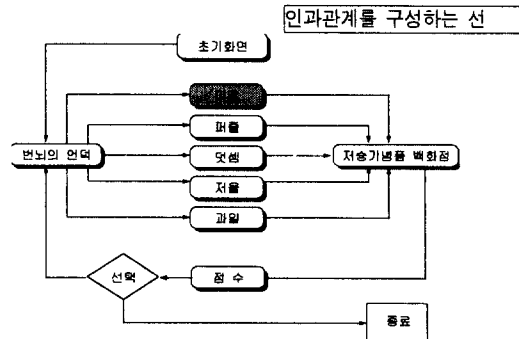 인과관계를 구성하는 선
초기화면
퍼즐
번뇌의 언덕
덧셈
저승기념품 백화점
저울
과일
선택
점 수
종료